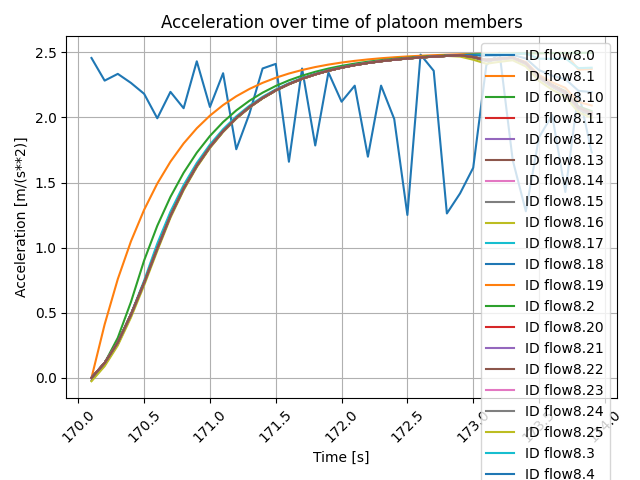 Acceleration over time of platoon members
Acceleration [m/(s**2)]
2.5
2.0
1.5
1.0
0.5
0.0
170.0
170.5
171.0
171.5
172.0
172.5
173.0
173.5
174.0
Time [s]
ID flow8.0
ID flow8.1
ID flow8.10
ID flow8.11
ID flow8.12
ID flow8.13
ID flow8.14
ID flow8.15
ID flow8.16
ID flow8.17
ID flow8.18
ID flow8.19
ID flow8.2
ID flow8.20
ID flow8.21
ID flow8.22
ID flow8.23
ID flow8.24
ID flow8.25
ID flow8.3
ID flow8.4